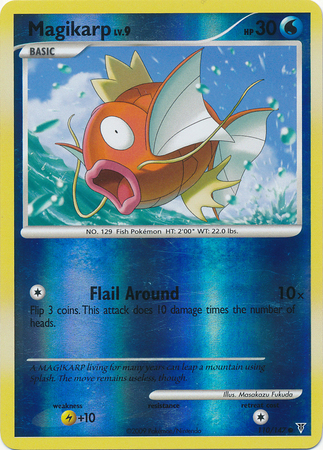 Magikarp LV.9 HP 30
BASIC
NO. 129 Fish Pokémon HT: 2'00" WT: 22.0 lbs.
Flail Around 10×
Flip 3 coins. This attack does 10 damage times the number of
heads.
A MAGIKARP living for many years can leap a mountain using
Splash. The move remains useless, though.
Illus. Masakazu Fukuda
weakness resistance retreat cost
+10